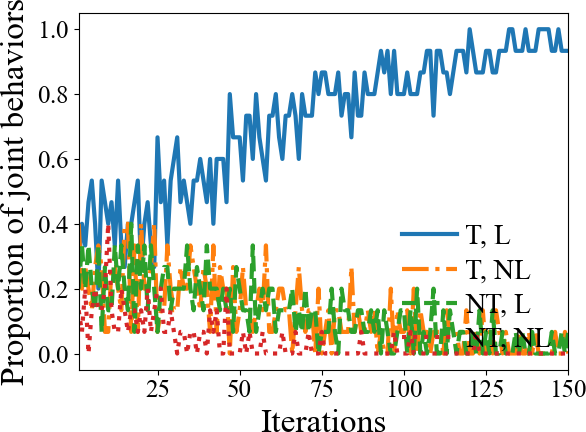 Proportion of joint behaviors
1.0
0.8
0.6
0.4
0.2
0.0
T, L
T, NL
NT, L
NT, NL
25
50
75
100
125
150
Iterations